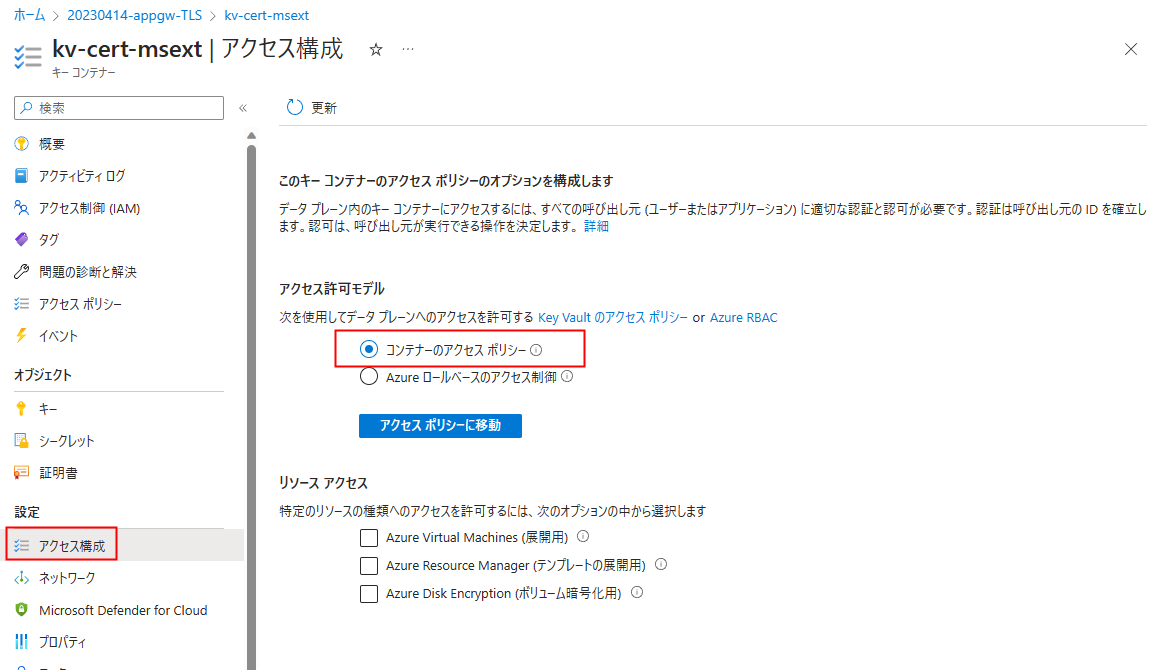 ホーム > 20230414-appgw-TLS > kv-cert-msext
kv-cert-msext | アクセス構成 ☆ …
キー コンテナー
検索
«
更新
概要
アクティビティ ログ
アクセス制御 (IAM)
タグ
問題の診断と解決
アクセス ポリシー
イベント
オブジェクト
キー
シークレット
証明書
設定
アクセス構成
ネットワーク
Microsoft Defender for Cloud
プロパティ
このキー コンテナーのアクセス ポリシーのオプションを構成します
データ プレーン内のキー コンテナーにアクセスするには、すべての呼び出し元 (ユーザーまたはアプリケーション) に適切な認証と認可が必要です。認証は呼び出し元の ID を確立し
ます。認可は、呼び出し元が実行できる操作を決定します。 詳細
アクセス許可モデル
次を使用してデータ プレーンへのアクセスを許可する Key Vault のアクセス ポリシー or Azure RBAC
コンテナーのアクセス ポリシー
Azure ロールベースのアクセス制御
アクセス ポリシーに移動
リソース アクセス
特定のリソースの種類へのアクセスを許可するには、次のオプションの中から選択します
Azure Virtual Machines (展開用)
Azure Resource Manager (テンプレートの展開用)
Azure Disk Encryption (ボリューム暗号化用)